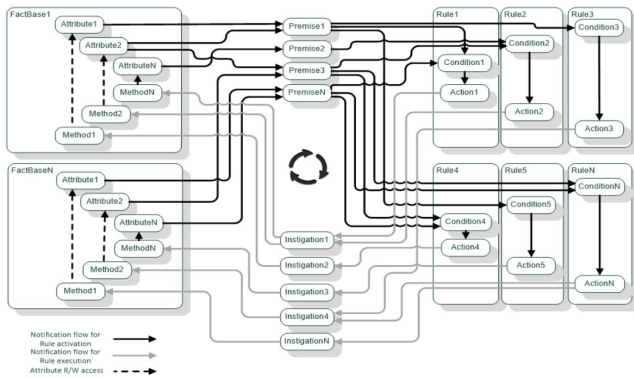 FactBase1
Attribute1
Attribute2
AttributeN
MethodN
Method2
Method1
FactBaseN
Attribute1
Attribute2
AttributeN
MethodN
Method2
Method1
Premise1
Premise2
Premise3
PremiseN
Instigation1
Instigation2
Instigation3
Instigation4
InstigationN
Rule1
Condition1
Action1
Rule2
Condition2
Action2
Rule3
Condition3
Action3
Rule4
Condition4
Action4
Rule5
Condition5
Action5
RuleN
ConditionN
ActionN
Notification flow for
Rule activation
Notification flow for
Rule execution
Attribute R/W access